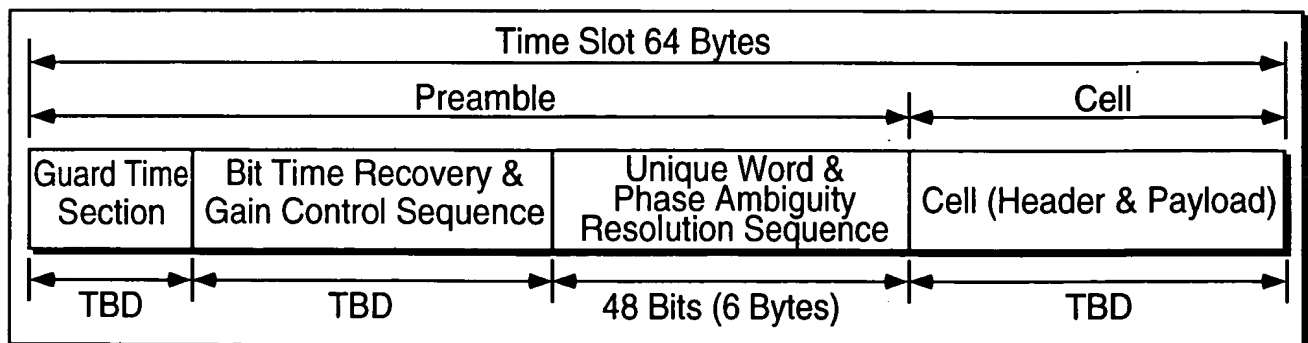 Time Slot 64 Bytes
Preamble
Cell
Guard Time
Section
Bit Time Recovery &
Gain Control Sequence
Unique Word &
Phase Ambiguity
Resolution Sequence
Cell (Header & Payload)
TBD
TBD
48 Bits (6 Bytes)
TBD